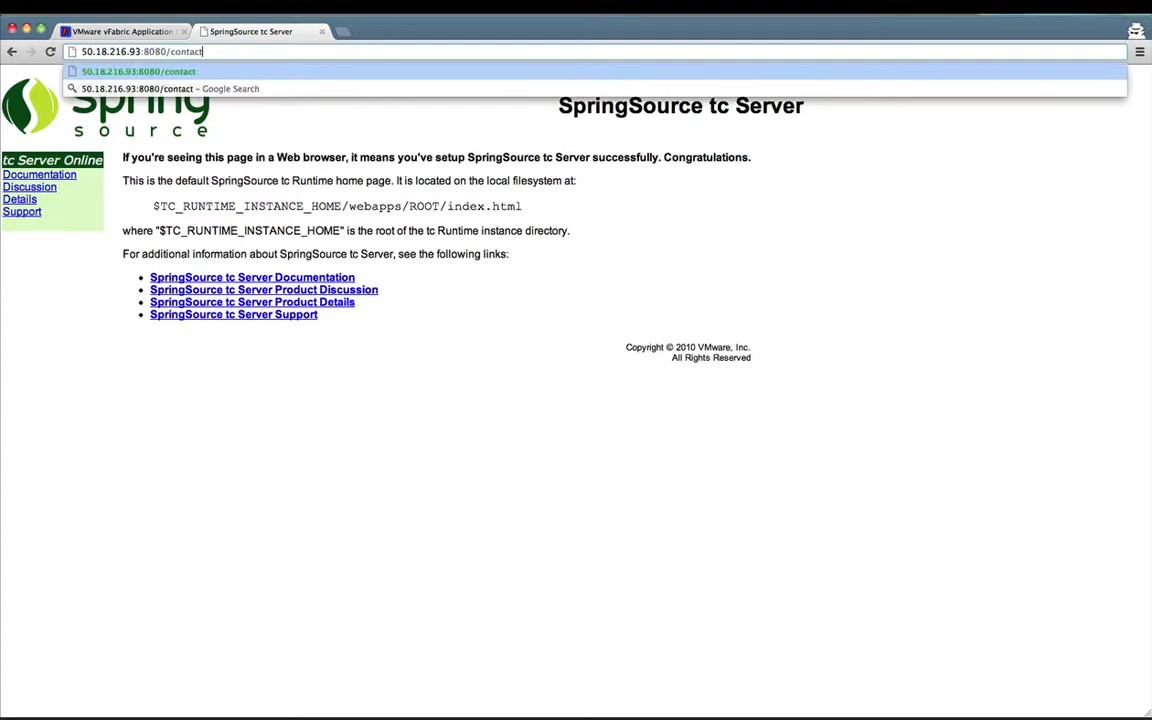 VMware vFabric Application
SpringSource tc Server
50.18.216.93:8080/contact
50.18.216.93:8080/contact
50.18.216.93:8080/contact - Google Search
spring
source
SpringSource tc Server
tc Server Online
Documentation
Discussion
Details
Support
If you're seeing this page in a Web browser, it means you've setup SpringSource tc Server successfully. Congratulations.
This is the default SpringSource tc Runtime home page. It is located on the local filesystem at:
$TC_RUNTIME_INSTANCE_HOME/webapps/ROOT/index.html
where "$TC_RUNTIME_INSTANCE_HOME" is the root of the tc Runtime instance directory.
For additional information about SpringSource tc Server, see the following links:
• SpringSource tc Server Documentation
• SpringSource tc Server Product Discussion
• SpringSource tc Server Product Details
• SpringSource tc Server Support
Copyright © 2010 VMware, Inc.
All Rights Reserved